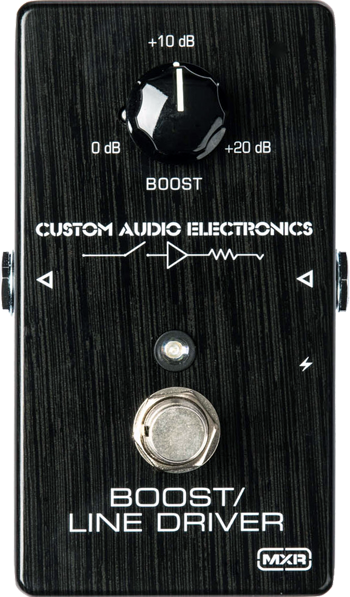 +10 dB
0 dB
+20 dB
BOOST
CUSTOM AUDIO ELECTRONICS
BOOST/
LINE DRIVER
MXR